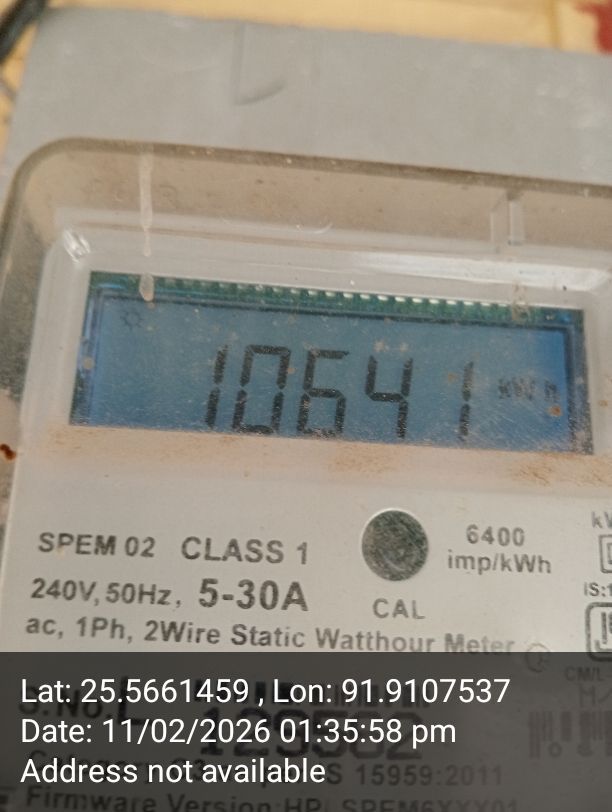 10641 kWh
SPEM 02 CLASS 1
6400
imp/kWh
240V, 50Hz, 5-30A
CAL
ac, 1Ph, 2Wire Static Watthour Meter
Lat: 25.5661459 , Lon: 91.9107537
Date: 11/02/2026 01:35:58 pm
Address not available
S 15959:2011
Firmware Version:HPL